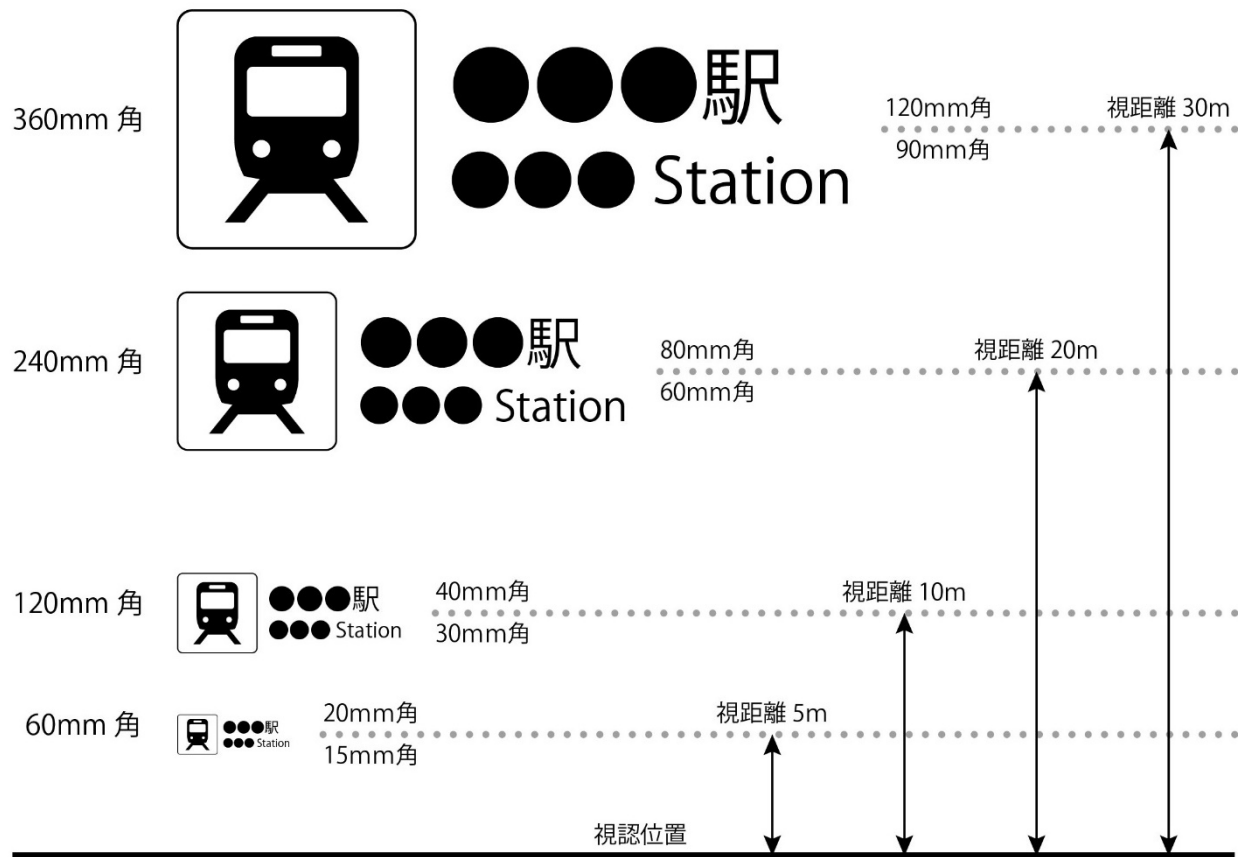 360mm 角
●●●駅
●●● Station
120mm角
90mm角
視距離 30m
240mm 角
●●●駅
●●● Station
80mm角
60mm角
視距離 20m
120mm 角
●●●駅
●●● Station
40mm角
30mm角
視距離 10m
60mm 角
●●●駅
●●● Station
20mm角
15mm角
視距離 5m
視認位置